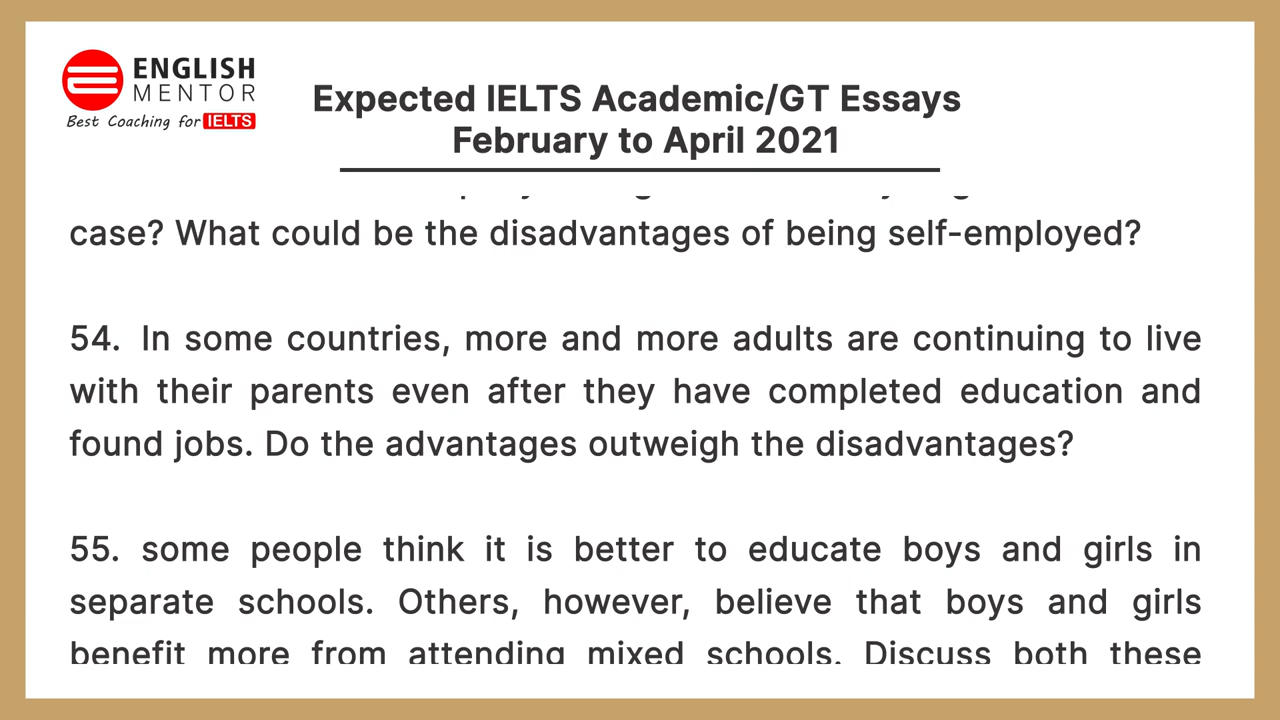 ENGLISH
MENTOR
Best Coaching for IELTS
Expected IELTS Academic/GT Essays
February to April 2021
case? What could be the disadvantages of being self-employed?
54. In some countries, more and more adults are continuing to live
with their parents even after they have completed education and
found jobs. Do the advantages outweigh the disadvantages?
55. some people think it is better to educate boys and girls in
separate schools. Others, however, believe that boys and girls
benefit more from attending mixed schools. Discuss both these